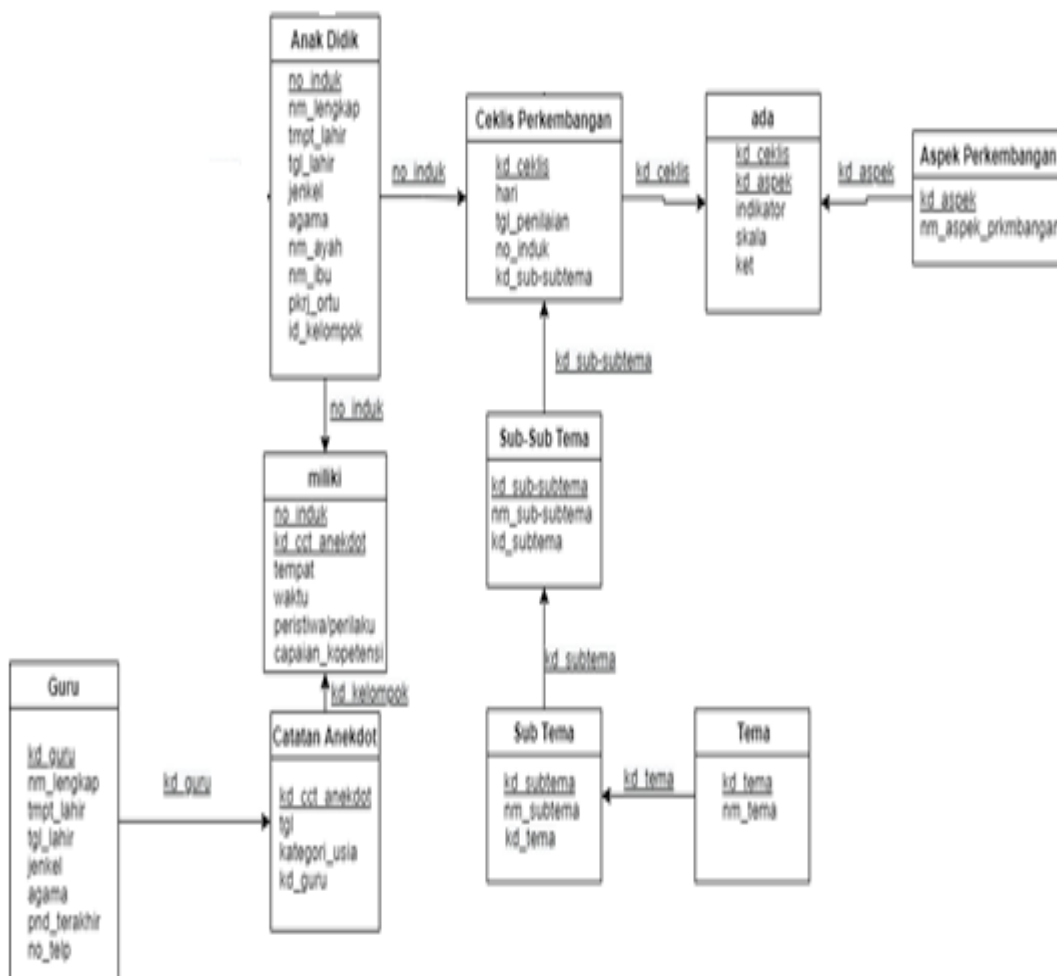 Anak Didik
no_induk
nm_lengkap
tmpt_lahir
tgl_lahir
jenkel
agama
nm_ayah
nm_ibu
pkrj_ortu
id_kelompok
no_induk
Ceklis Perkembangan
kd_ceklis
hari
tgl_penilaian
no_induk
kd_sub-subtema
kd_ceklis
ada
kd_ceklis
kd_aspek
indikator
skala
ket
kd_aspek
Aspek Perkembangan
kd_aspek
nm_aspek_prkmbangan
no_induk
kd_sub-subtema
miliki
no_induk
kd_cct_anekdot
tempat
waktu
peristiwa/perilaku
capaian_kopetensi
Sub-Sub Tema
kd_sub-subtema
nm_sub-subtema
kd_subtema
kd_kelompok
kd_subtema
Guru
kd_guru
nm_lengkap
tmpt_lahir
tgl_lahir
jenkel
agama
pnd_terakhir
no_telp
kd_guru
Catatan Anekdot
kd_cct_anekdot
tgl
kategori_usia
kd_guru
Sub Tema
kd_subtema
nm_subtema
kd_tema
kd_tema
Tema
kd_tema
nm_tema